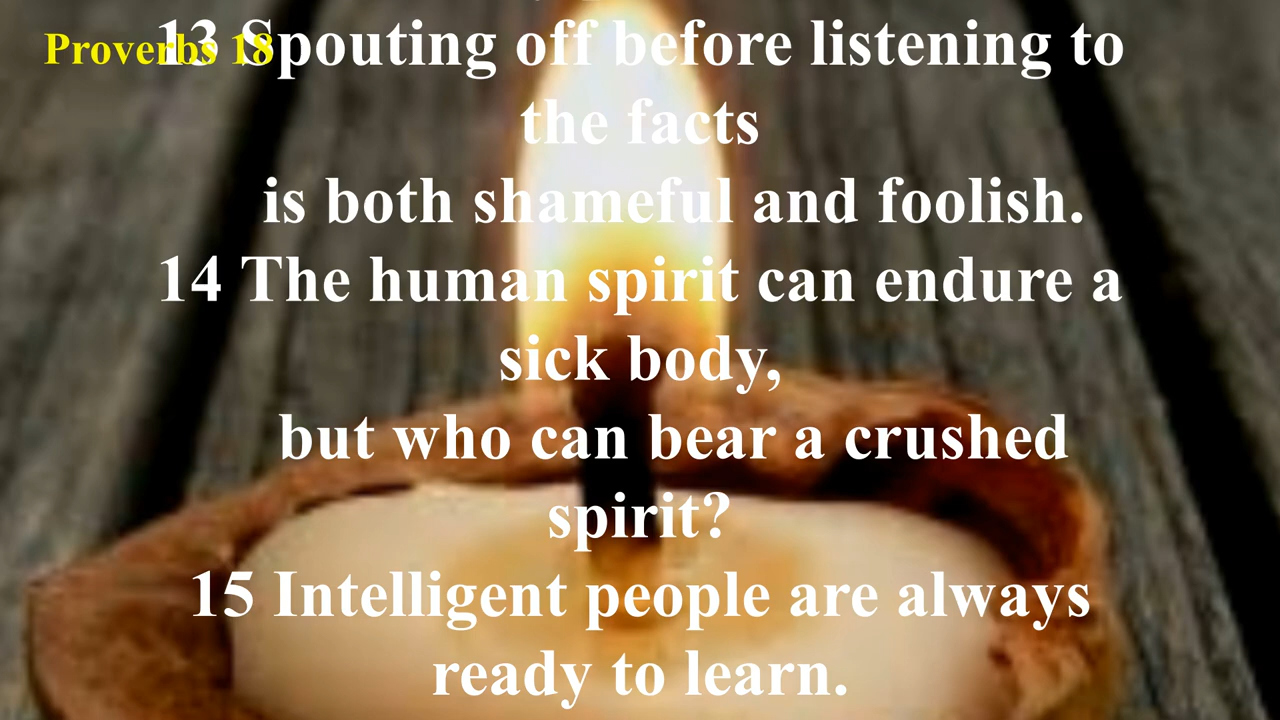 Proverbs 18
13 Spouting off before listening to
the facts
is both shameful and foolish.
14 The human spirit can endure a
sick body,
but who can bear a crushed
spirit?
15 Intelligent people are always
ready to learn.